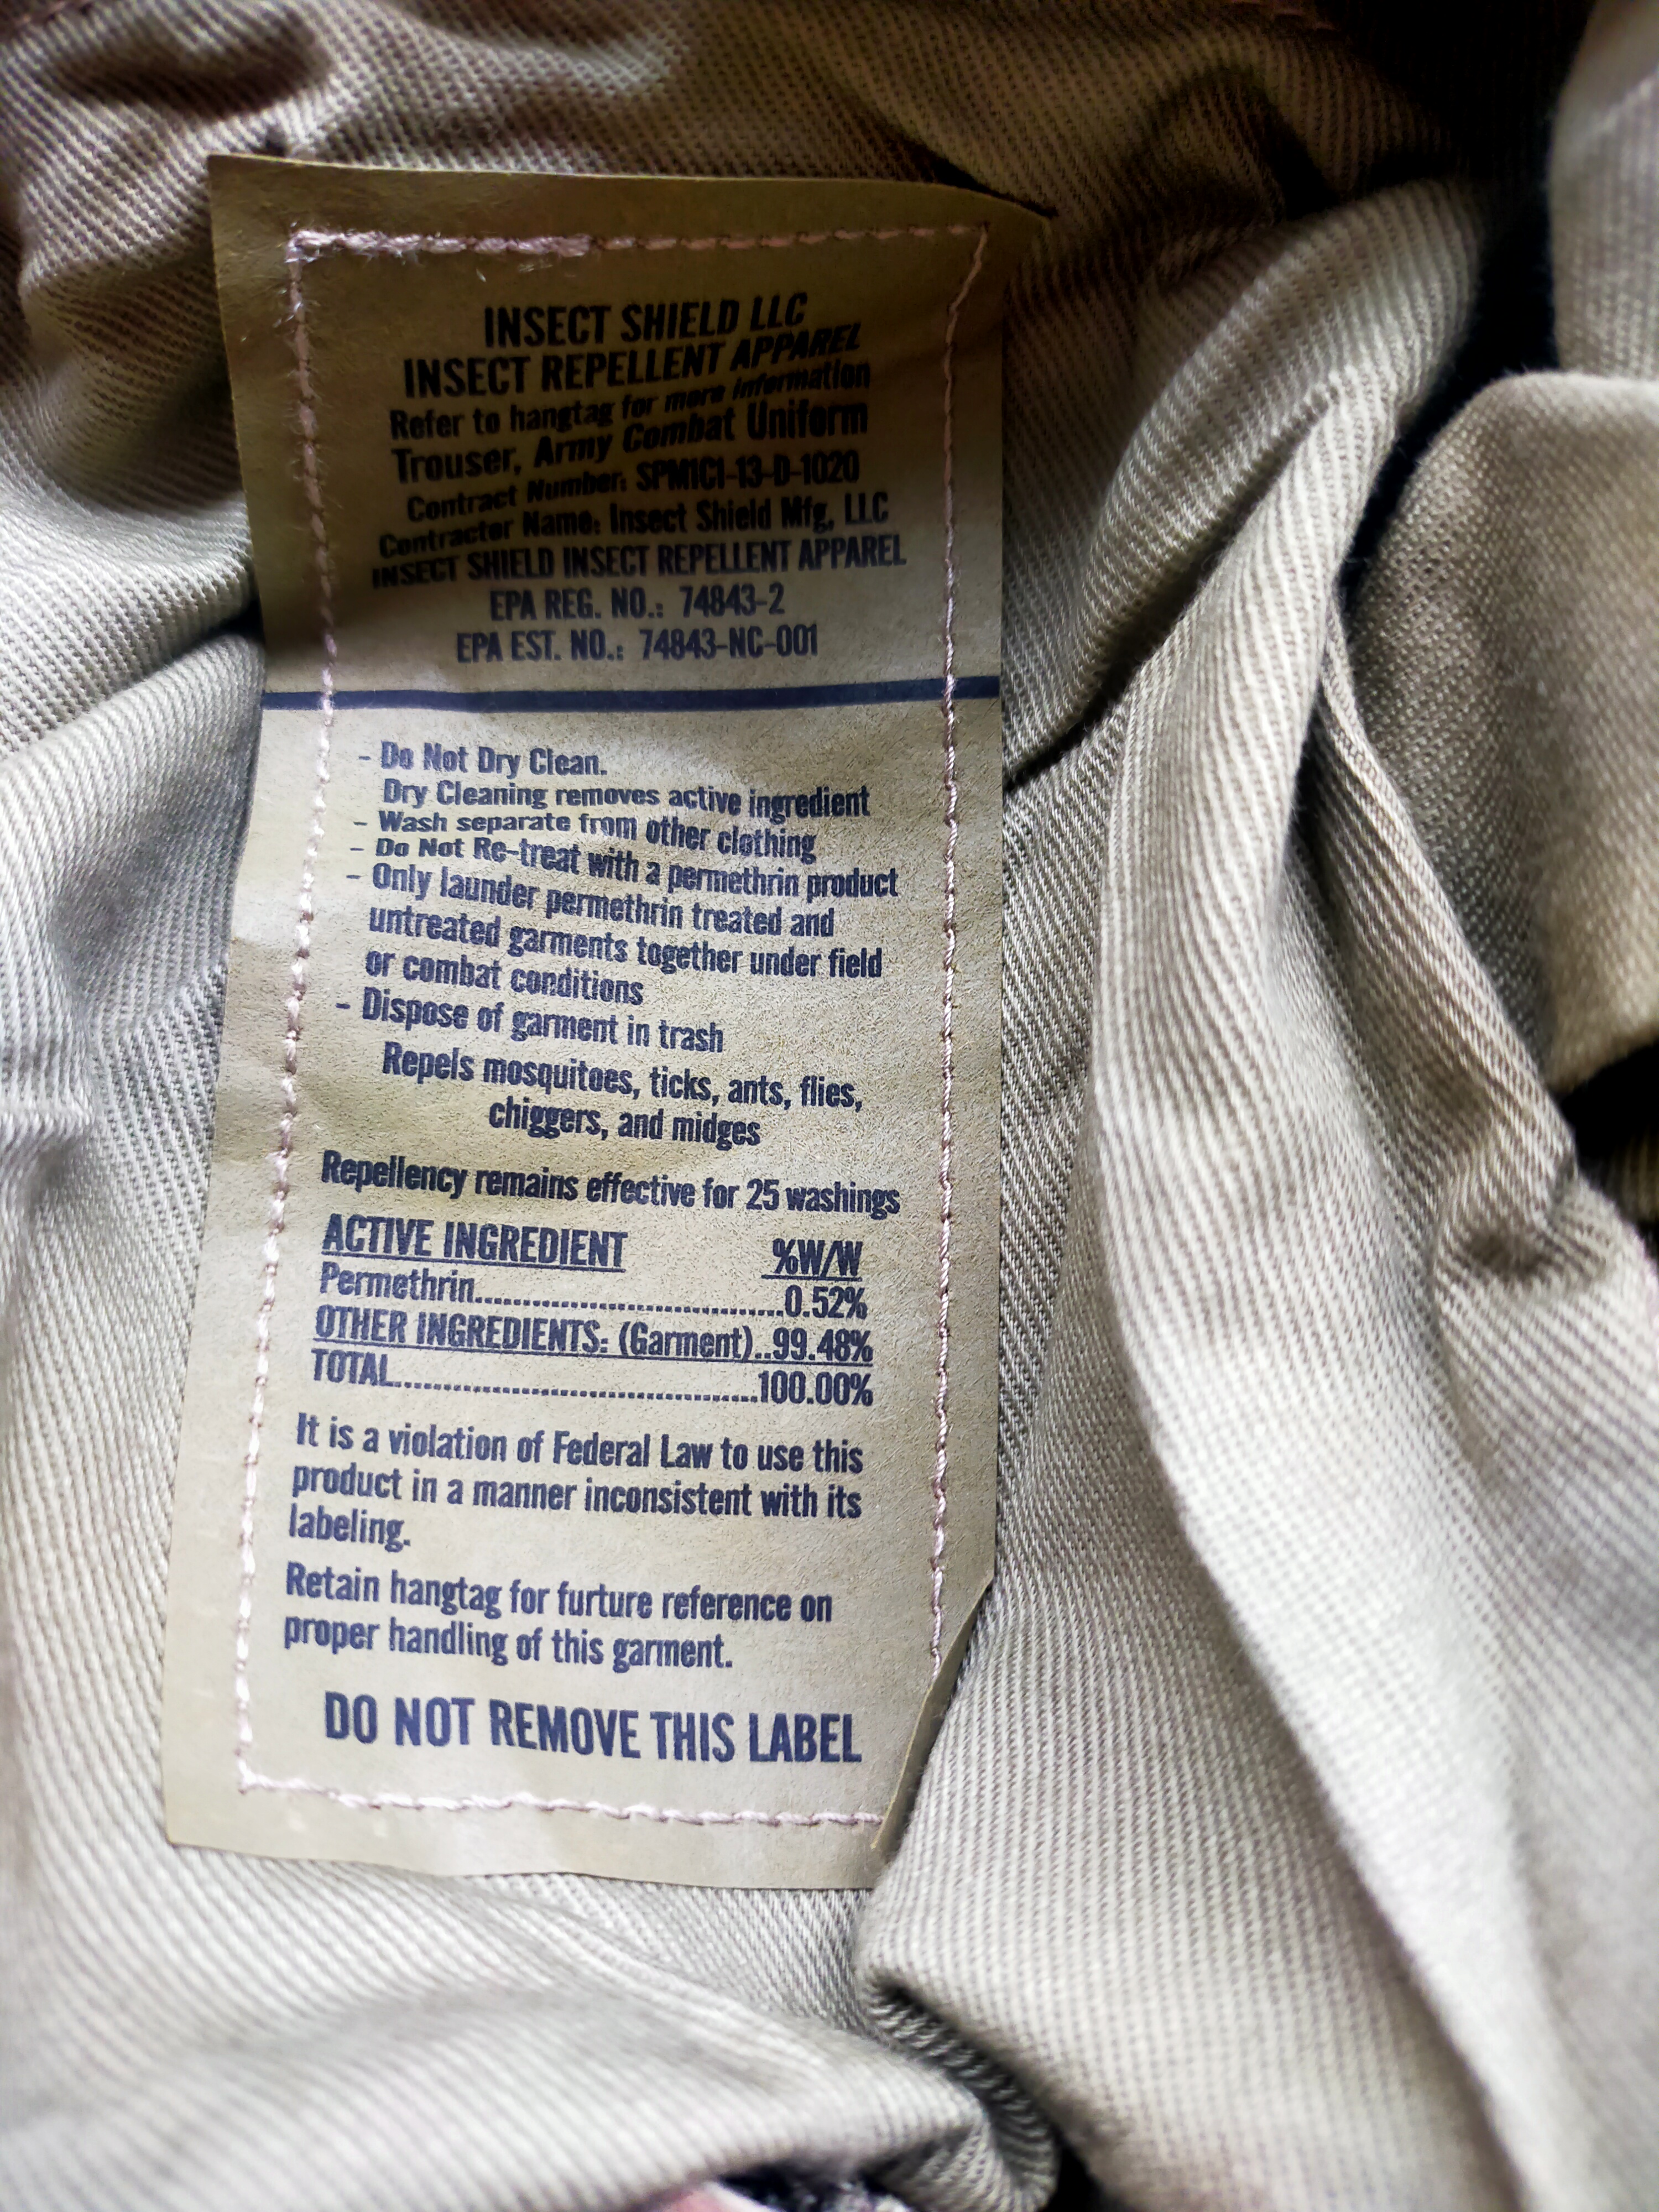 INSECT SHIELD LLC
INSECT REPELLENT APPAREL
Refer to hangtag for more information
Trouser, Army Combat Uniform
Contract Number: SPM1C1-13-D-1020
Contractor Name: Insect Shield Mfg, LLC
INSECT SHIELD INSECT REPELLENT APPAREL
EPA REG. NO.: 74843-2
EPA EST. NO.: 74843-NC-001
- Do Not Dry Clean.
Dry Cleaning removes active ingredient
- Wash separate from other clothing
- Do Not Re-treat with a permethrin product
- Only launder permethrin treated and
untreated garments together under field
or combat conditions
- Dispose of garment in trash
Repels mosquitoes, ticks, ants, flies,
chiggers, and midges
Repellency remains effective for 25 washings
ACTIVE INGREDIENT %W/W
Permethrin.......................................0.52%
OTHER INGREDIENTS: (Garment)..99.48%
TOTAL...........................................100.00%
It is a violation of Federal Law to use this
product in a manner inconsistent with its
labeling.
Retain hangtag for furture reference on
proper handling of this garment.
DO NOT REMOVE THIS LABEL